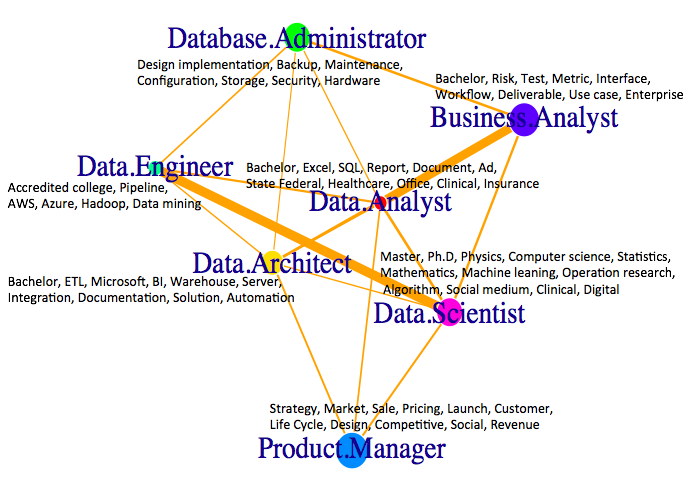 Database.Administrator
Design implementation, Backup, Maintenance,
Configuration, Storage, Security, Hardware
Bachelor, Risk, Test, Metric, Interface,
Workflow, Deliverable, Use case, Enterprise
Business.Analyst
Data.Engineer
Accredited college, Pipeline,
AWS, Azure, Hadoop, Data mining
Bachelor, Excel, SQL, Report, Document, Ad,
State Federal, Healthcare, Office, Clinical, Insurance
Data.Analyst
Data.Architect
Bachelor, ETL, Microsoft, BI, Warehouse, Server,
Integration, Documentation, Solution, Automation
Master, Ph.D, Physics, Computer science, Statistics,
Mathematics, Machine leaning, Operation research,
Algorithm, Social medium, Clinical, Digital
Data.Scientist
Strategy, Market, Sale, Pricing, Launch, Customer,
Life Cycle, Design, Competitive, Social, Revenue
Product.Manager